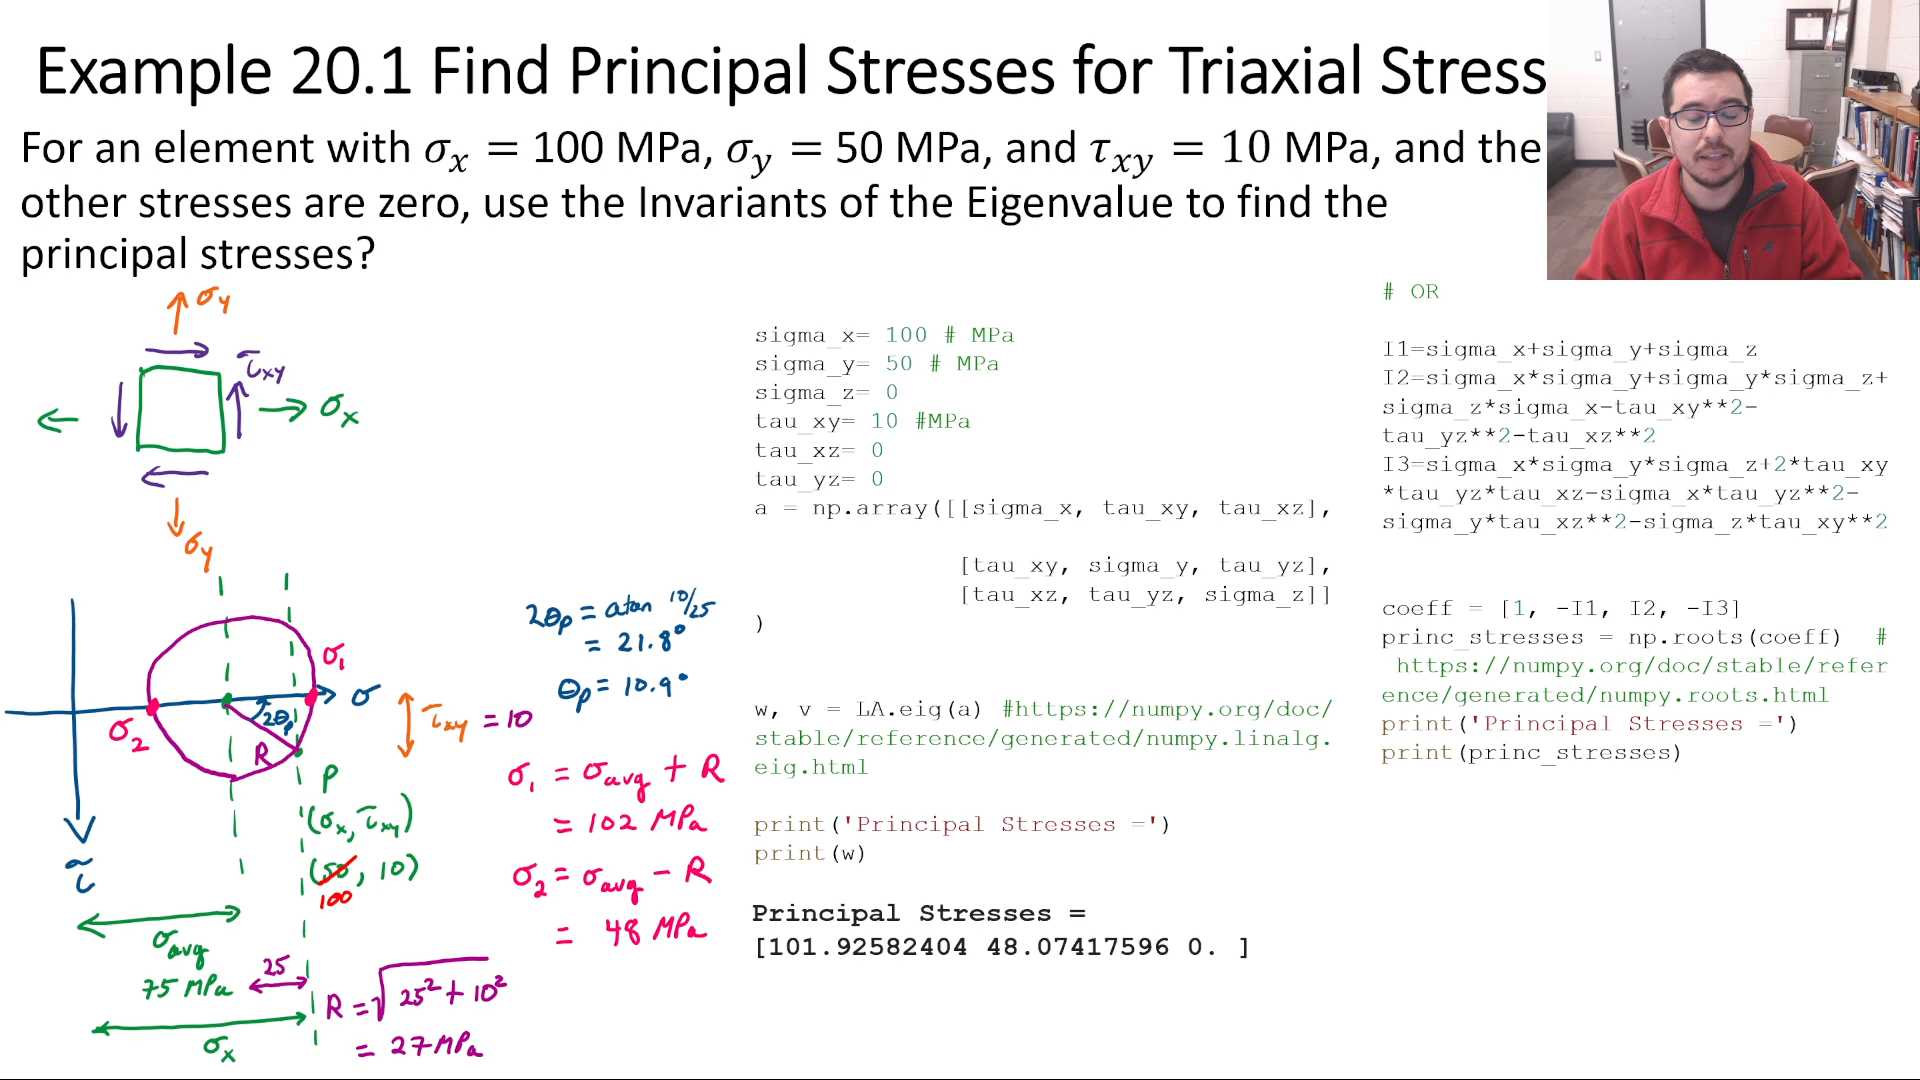 Example 20.1 Find Principal Stresses for Triaxial Stress
For an element with σx = 100 MPa, σy = 50 MPa, and τxy = 10 MPa, and the
other stresses are zero, use the Invariants of the Eigenvalue to find the
principal stresses?
σy
τxy
σx
σy
σ1
σ
2θp
σ2
R
P
(σx, τxy)
(50, 10)
100
τ
σavg
75 MPa
25
σx
R = √25² + 10²
= 27 MPa
τxy = 10
2θp = atan 10/25
= 21.8°
θp = 10.9°
σ1 = σavg + R
= 102 MPa
σ2 = σavg - R
= 48 MPa
sigma_x= 100 # MPa
sigma_y= 50 # MPa
sigma_z= 0
tau_xy= 10 #MPa
tau_xz= 0
tau_yz= 0
a = np.array([[sigma_x, tau_xy, tau_xz],
[tau_xy, sigma_y, tau_yz],
[tau_xz, tau_yz, sigma_z]]
)
w, v = LA.eig(a) #https://numpy.org/doc/
stable/reference/generated/numpy.linalg.
eig.html
print('Principal Stresses =')
print(w)
Principal Stresses =
[101.92582404 48.07417596 0. ]
# OR
I1=sigma_x+sigma_y+sigma_z
I2=sigma_x*sigma_y+sigma_y*sigma_z+
sigma_z*sigma_x-tau_xy**2-
tau_yz**2-tau_xz**2
I3=sigma_x*sigma_y*sigma_z+2*tau_xy
*tau_yz*tau_xz-sigma_x*tau_yz**2-
sigma_y*tau_xz**2-sigma_z*tau_xy**2
coeff = [1, -I1, I2, -I3]
princ_stresses = np.roots(coeff) #
https://numpy.org/doc/stable/refer
ence/generated/numpy.roots.html
print('Principal Stresses =')
print(princ_stresses)